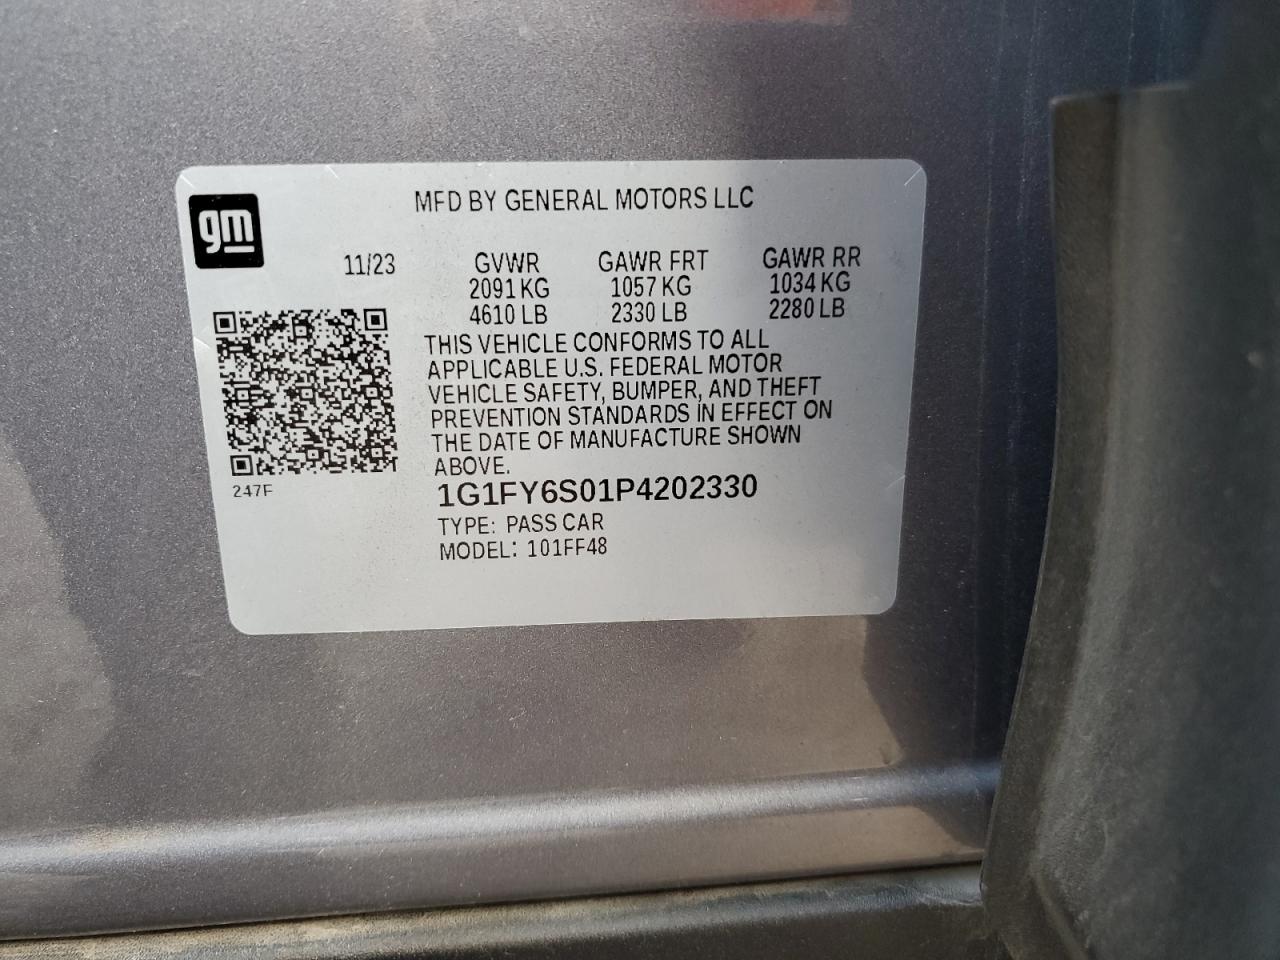 MFD BY GENERAL MOTORS LLC
gm
11/23 GVWR GAWR FRT GAWR RR
2091 KG 1057 KG 1034 KG
4610 LB 2330 LB 2280 LB
THIS VEHICLE CONFORMS TO ALL
APPLICABLE U.S. FEDERAL MOTOR
VEHICLE SAFETY, BUMPER, AND THEFT
PREVENTION STANDARDS IN EFFECT ON
THE DATE OF MANUFACTURE SHOWN
ABOVE.
247F
1G1FY6S01P4202330
TYPE: PASS CAR
MODEL: 101FF48